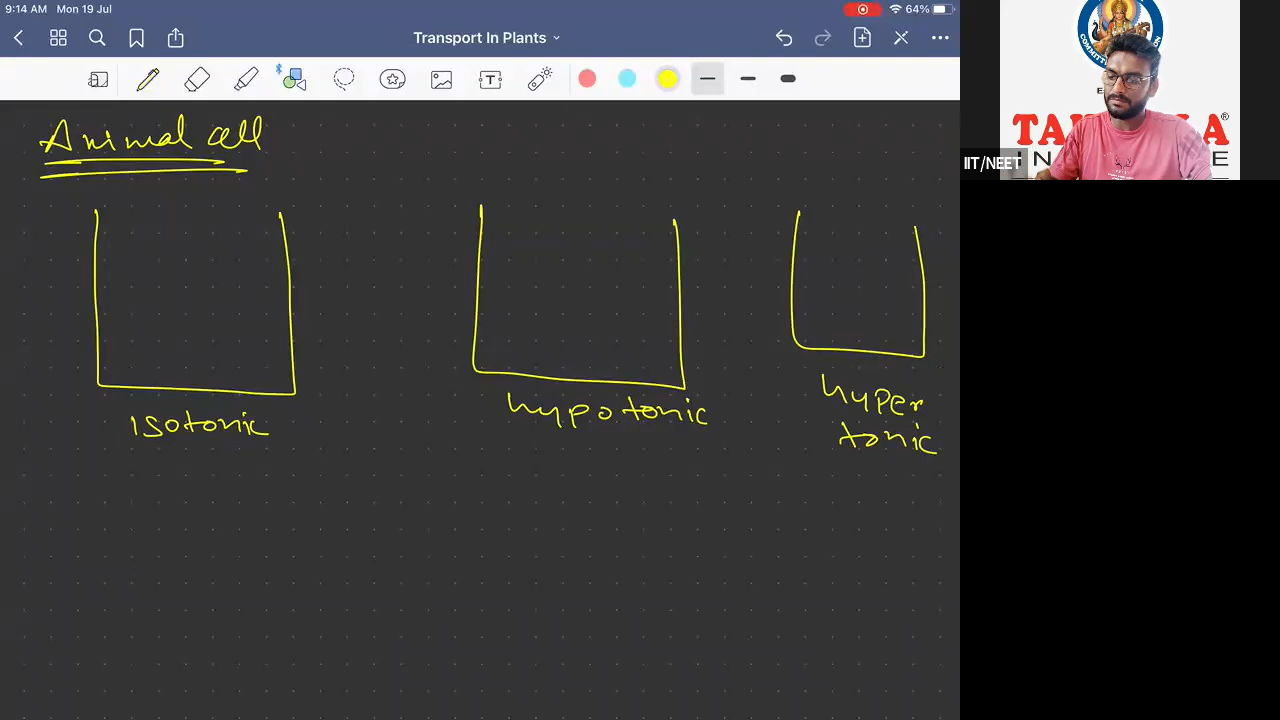 9:14 AM Mon 19 Jul
64%
Transport In Plants
Animal cell
isotonic
hypotonic
hyper
tonic
IIT/NEET